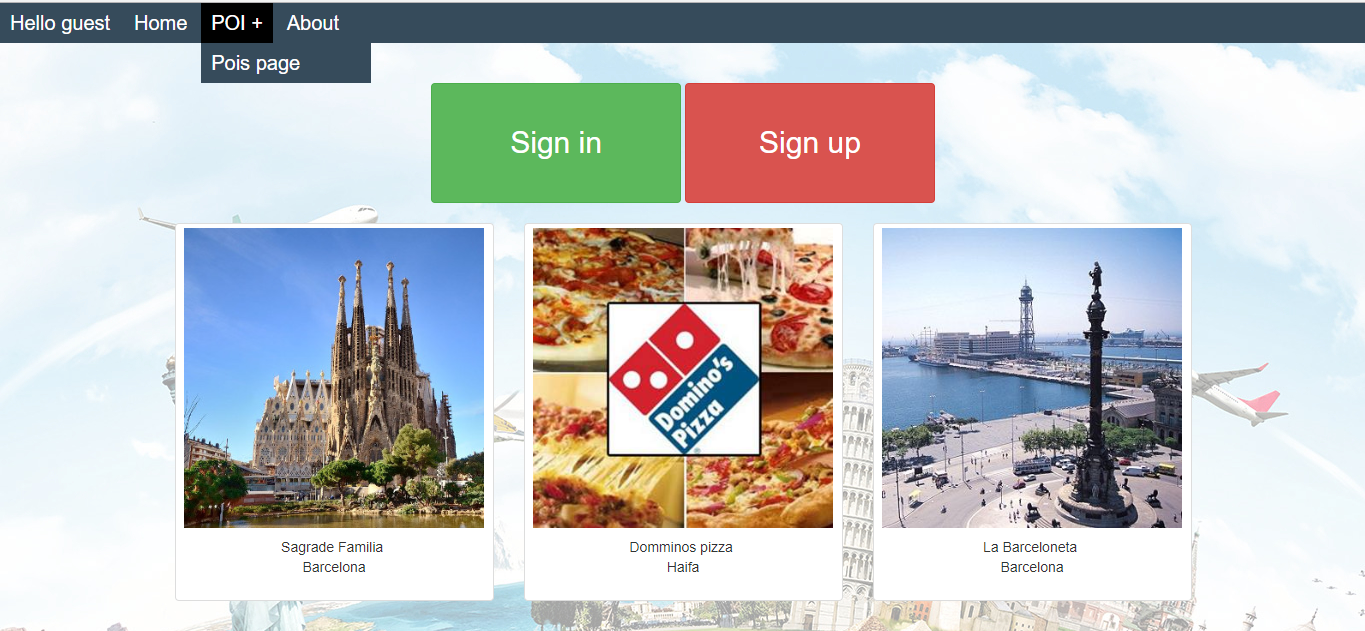 Hello guest Home POI + About
Pois page
Sign in Sign up
Domino's
Pizza
Sagrade Familia
Barcelona
Domminos pizza
Haifa
La Barceloneta
Barcelona